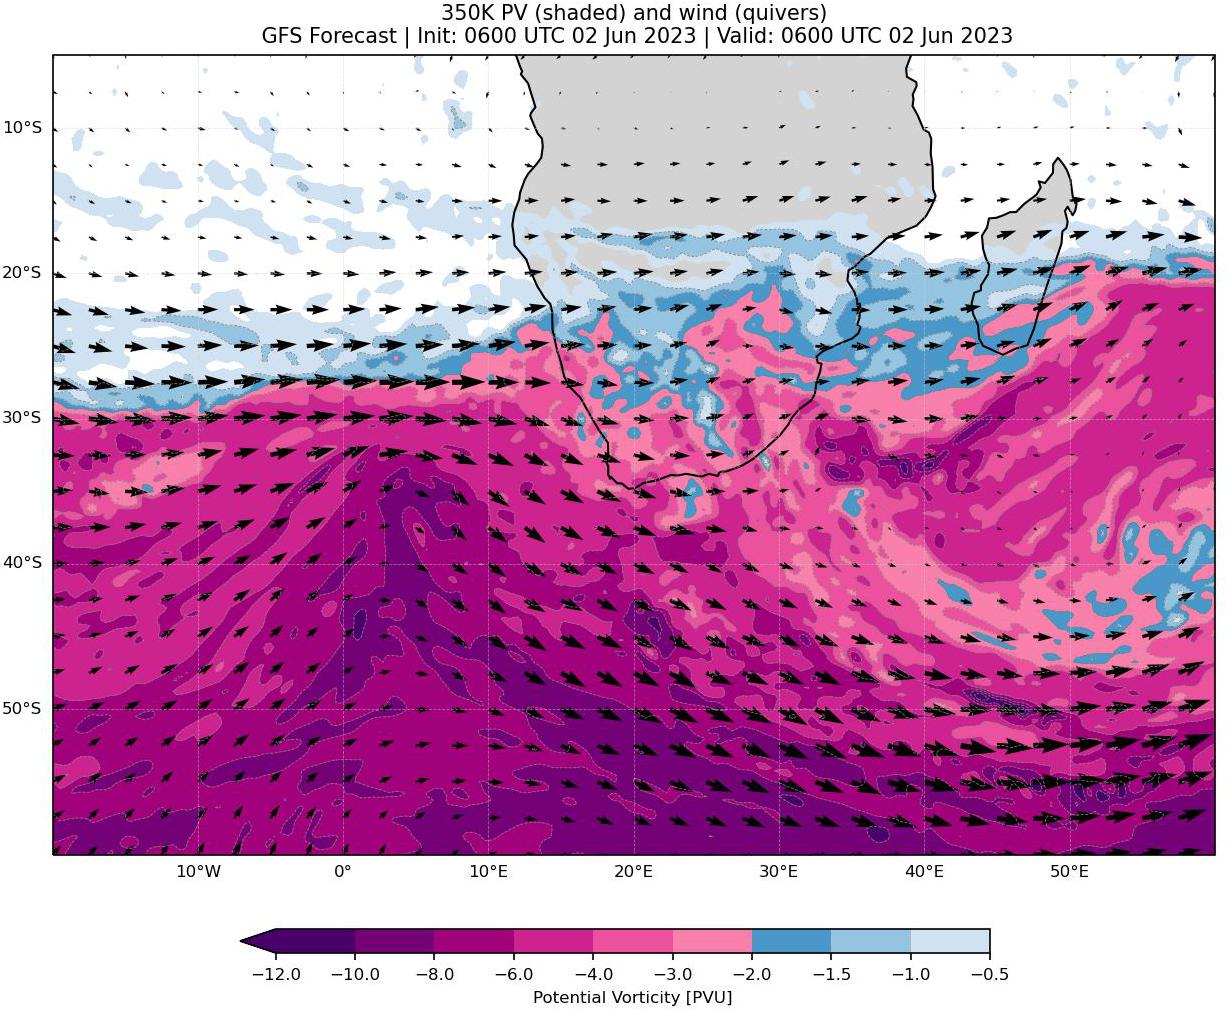 350K PV (shaded) and wind (quivers)
GFS Forecast | Init: 0600 UTC 02 Jun 2023 | Valid: 0600 UTC 02 Jun 2023
10°S
20°S
30°S
40°S
50°S
10°W 0° 10°E 20°E 30°E 40°E 50°E
−12.0 −10.0 −8.0 −6.0 −4.0 −3.0 −2.0 −1.5 −1.0 −0.5
Potential Vorticity [PVU]